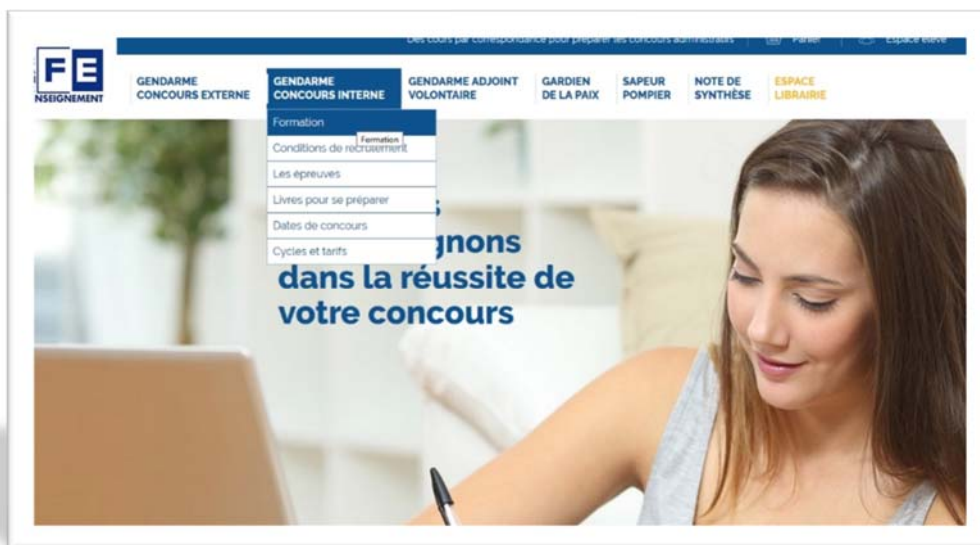 Des cours par correspondance pour préparer les concours administratifs
Panier
Espace élève
FE
NSEIGNEMENT
GENDARME
CONCOURS EXTERNE
GENDARME
CONCOURS INTERNE
GENDARME ADJOINT
VOLONTAIRE
GARDIEN
DE LA PAIX
SAPEUR
POMPIER
NOTE DE
SYNTHÈSE
ESPACE
LIBRAIRIE
Formation
Formation
Conditions de recrutement
Les épreuves
Livres pour se préparer
Dates de concours
Cycles et tarifs
gnons
dans la réussite de
votre concours